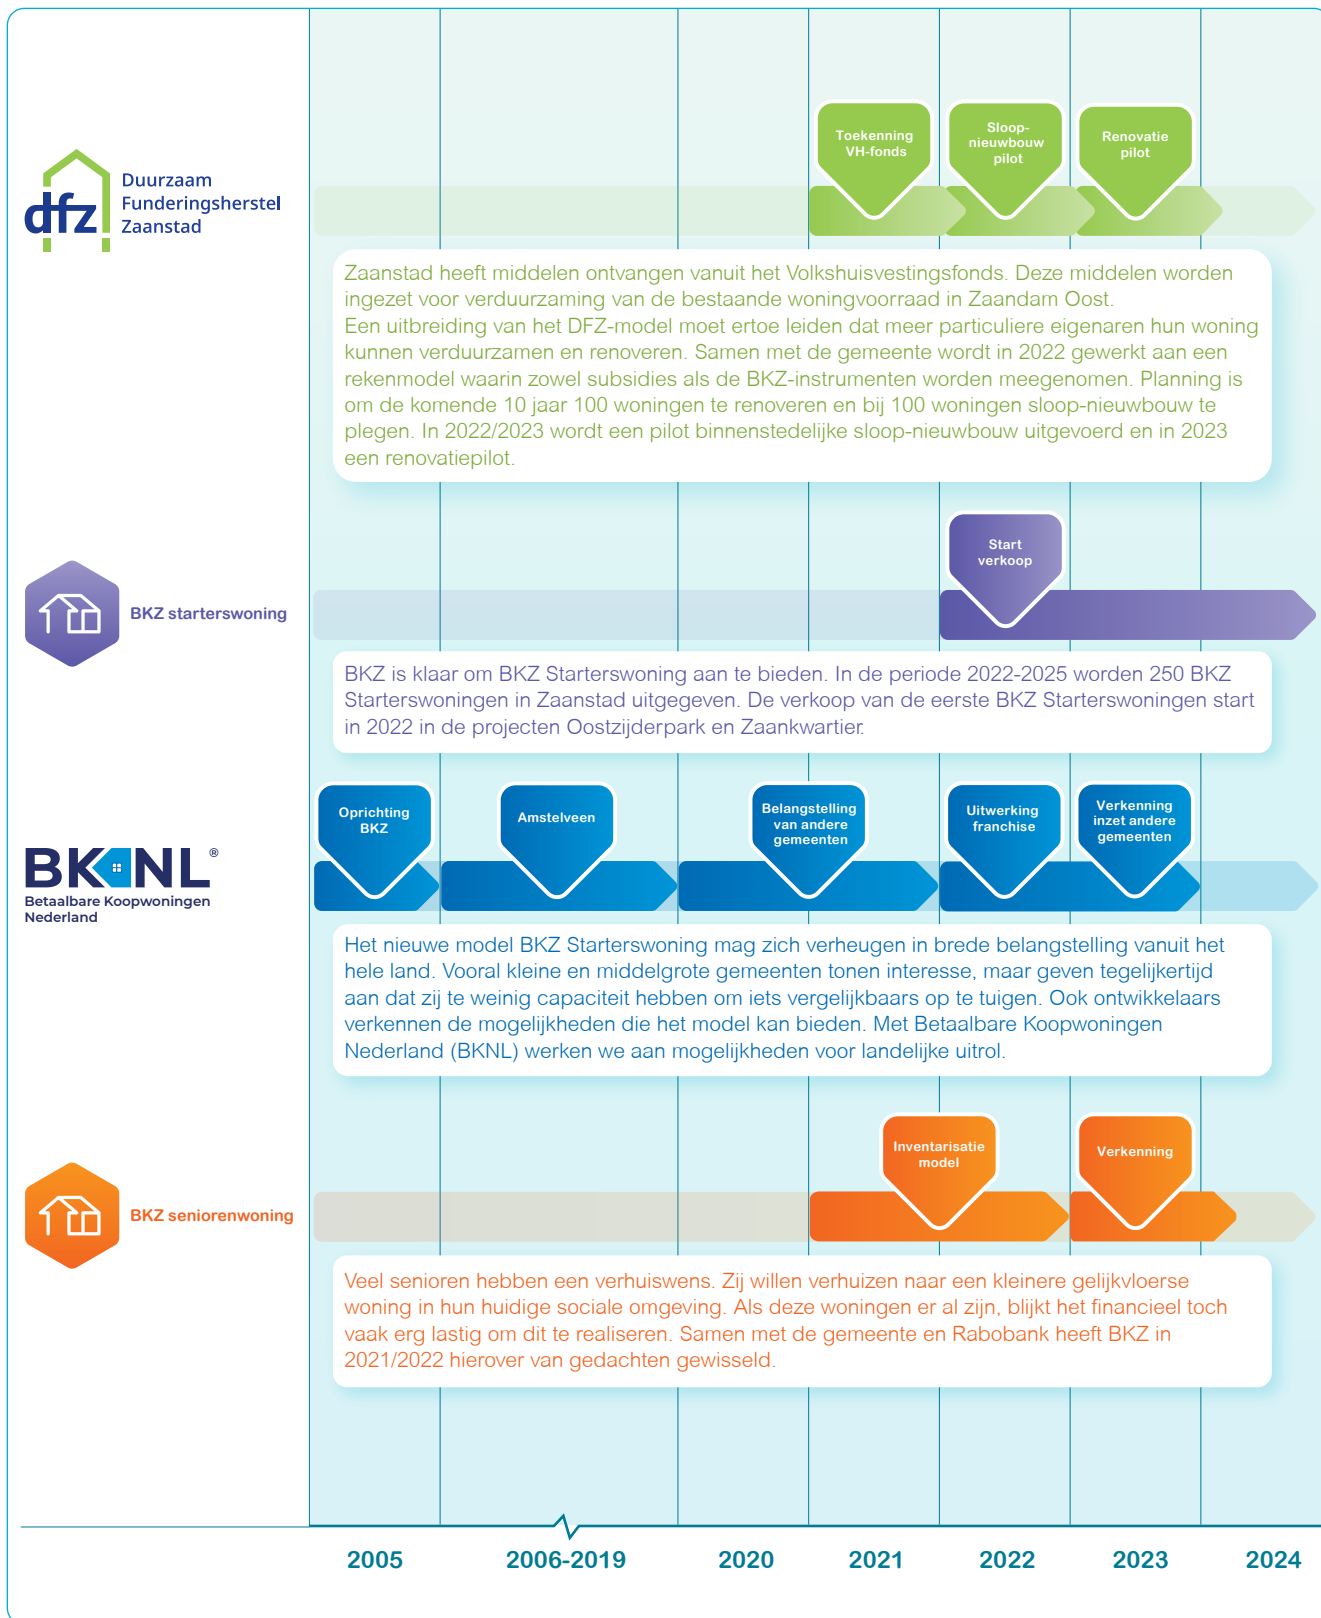 Toekenning
VH-fonds
Sloop-
nieuwbouw
pilot
Renovatie
pilot
dfz
Duurzaam
Funderingsherstel
Zaanstad
Zaanstad heeft middelen ontvangen vanuit het Volkshuisvestingsfonds. Deze middelen worden
ingezet voor verduurzaming van de bestaande woningvoorraad in Zaandam Oost.
Een uitbreiding van het DFZ-model moet ertoe leiden dat meer particuliere eigenaren hun woning
kunnen verduurzamen en renoveren. Samen met de gemeente wordt in 2022 gewerkt aan een
rekenmodel waarin zowel subsidies als de BKZ-instrumenten worden meegenomen. Planning is
om de komende 10 jaar 100 woningen te renoveren en bij 100 woningen sloop-nieuwbouw te
plegen. In 2022/2023 wordt een pilot binnenstedelijke sloop-nieuwbouw uitgevoerd en in 2023
een renovatiepilot.
Start
verkoop
BKZ starterswoning
BKZ is klaar om BKZ Starterswoning aan te bieden. In de periode 2022-2025 worden 250 BKZ
Starterswoningen in Zaanstad uitgegeven. De verkoop van de eerste BKZ Starterswoningen start
in 2022 in de projecten Oostzijderpark en Zaankwartier.
Oprichting
BKZ
Amstelveen
Belangstelling
van andere
gemeenten
Uitwerking
franchise
Verkenning
inzet andere
gemeenten
BK NL ®
Betaalbare Koopwoningen
Nederland
Het nieuwe model BKZ Starterswoning mag zich verheugen in brede belangstelling vanuit het
hele land. Vooral kleine en middelgrote gemeenten tonen interesse, maar geven tegelijkertijd
aan dat zij te weinig capaciteit hebben om iets vergelijkbaars op te tuigen. Ook ontwikkelaars
verkennen de mogelijkheden die het model kan bieden. Met Betaalbare Koopwoningen
Nederland (BKNL) werken we aan mogelijkheden voor landelijke uitrol.
Inventarisatie
model
Verkenning
BKZ seniorenwoning
Veel senioren hebben een verhuiswens. Zij willen verhuizen naar een kleinere gelijkvloerse
woning in hun huidige sociale omgeving. Als deze woningen er al zijn, blijkt het financieel toch
vaak erg lastig om dit te realiseren. Samen met de gemeente en Rabobank heeft BKZ in
2021/2022 hierover van gedachten gewisseld.
2005 2006-2019 2020 2021 2022 2023 2024